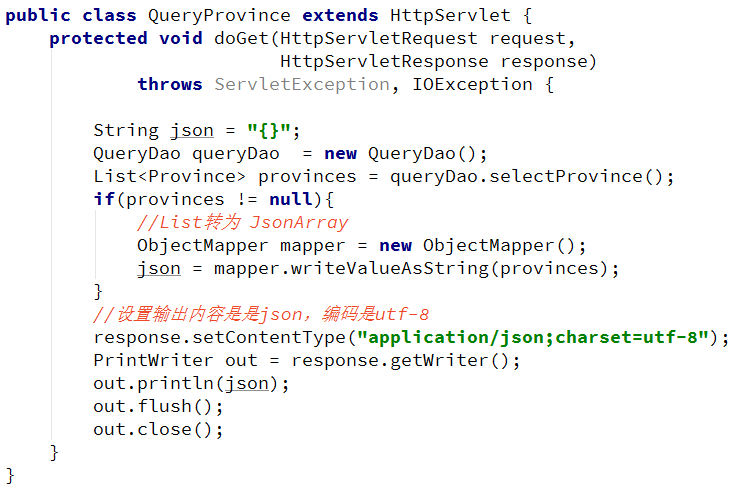 public class QueryProvince extends HttpServlet {
    protected void doGet(HttpServletRequest request,
                         HttpServletResponse response)
            throws ServletException, IOException {
        String json = "{}";
        QueryDao queryDao  = new QueryDao();
        List<Province> provinces = queryDao.selectProvince();
        if(provinces != null){
            //List转为 JsonArray
            ObjectMapper mapper = new ObjectMapper();
            json = mapper.writeValueAsString(provinces);
        }
        //设置输出内容是是json，编码是utf-8
        response.setContentType("application/json;charset=utf-8");
        PrintWriter out = response.getWriter();
        out.println(json);
        out.flush();
        out.close();
    }
}